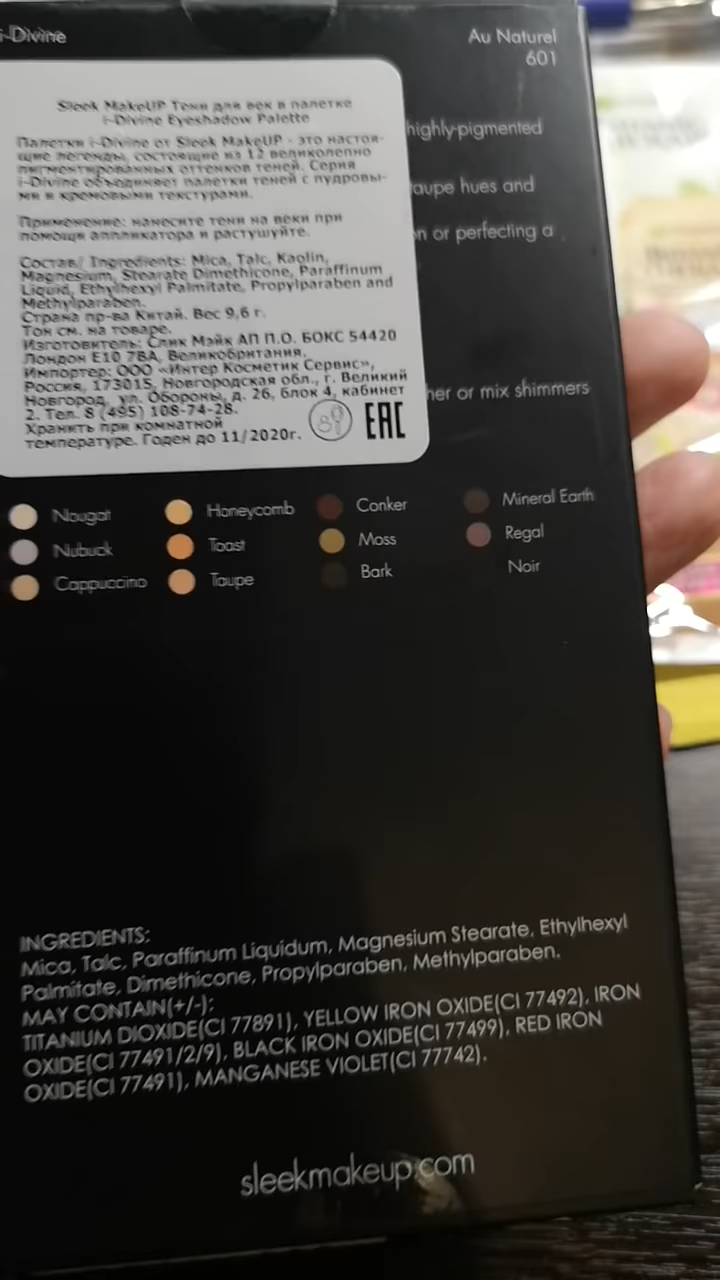 i-Divine
Au Naturel
601
Sleek MakeUP Тени для век в палетке
i-Divine Eyeshadow Palette
Палетки i-Divine от Sleek MakeUP - это настоя-
щие легенды, состоящие из 12 великолепно
пигментированных оттенков теней. Серия
i-Divine объединяет палетки теней с пудровы-
ми и кремовыми текстурами.
Применение: нанесите тени на веки при
помощи аппликатора и растушуйте.
Состав/ Ingredients: Mica, Talc, Kaolin,
Magnesium, Stearate Dimethicone, Paraffinum
Liquid, Ethylhexyl Palmitate, Propylparaben and
Methylparaben.
Страна пр-ва Китай. Вес 9,6 г.
Тон см. на товаре.
Изготовитель: Слик Мэйк АП П.О. БОКС 54420
Лондон Е10 7ВА, Великобритания.
Импортер: ООО «Интер Косметик Сервис»,
Россия, 173015, Новгородская обл., г. Великий
Новгород, ул. Обороны, д. 26, блок 4, кабинет
2. Тел. 8 (495) 108-74-28.
Хранить при комнатной
температуре. Годен до 11/2020г.
EAC
highly-pigmented
aupe hues and
n or perfecting a
her or mix shimmers
Nougat Honeycomb Conker Mineral Earth
Nubuck Toast Moss Regal
Cappuccino Taupe Bark Noir
INGREDIENTS:
Mica, Talc, Paraffinum Liquidum, Magnesium Stearate, Ethylhexyl
Palmitate, Dimethicone, Propylparaben, Methylparaben.
MAY CONTAIN(+/-):
TITANIUM DIOXIDE(CI 77891), YELLOW IRON OXIDE(CI 77492), IRON
OXIDE(CI 77491/2/9), BLACK IRON OXIDE(CI 77499), RED IRON
OXIDE(CI 77491), MANGANESE VIOLET(CI 77742).
sleekmakeup.com